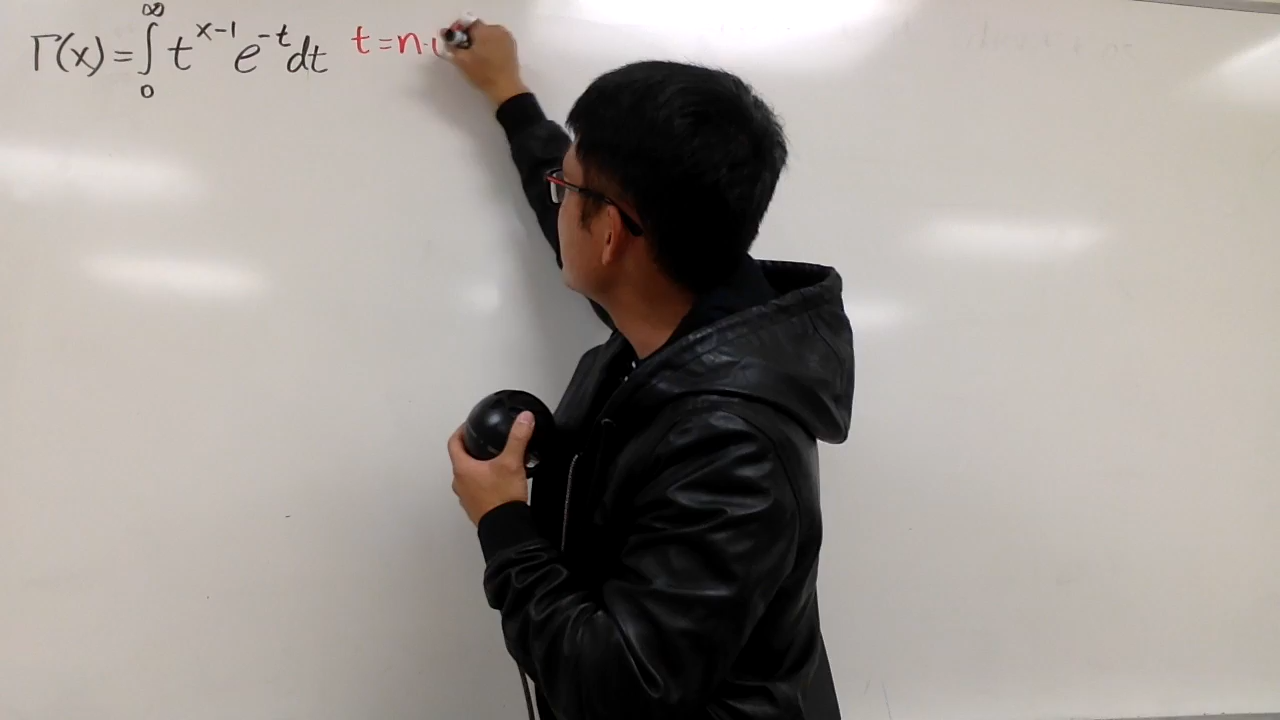 Γ(x) = ∫₀^∞ t^{x-1} e^{-t} dt t = n·